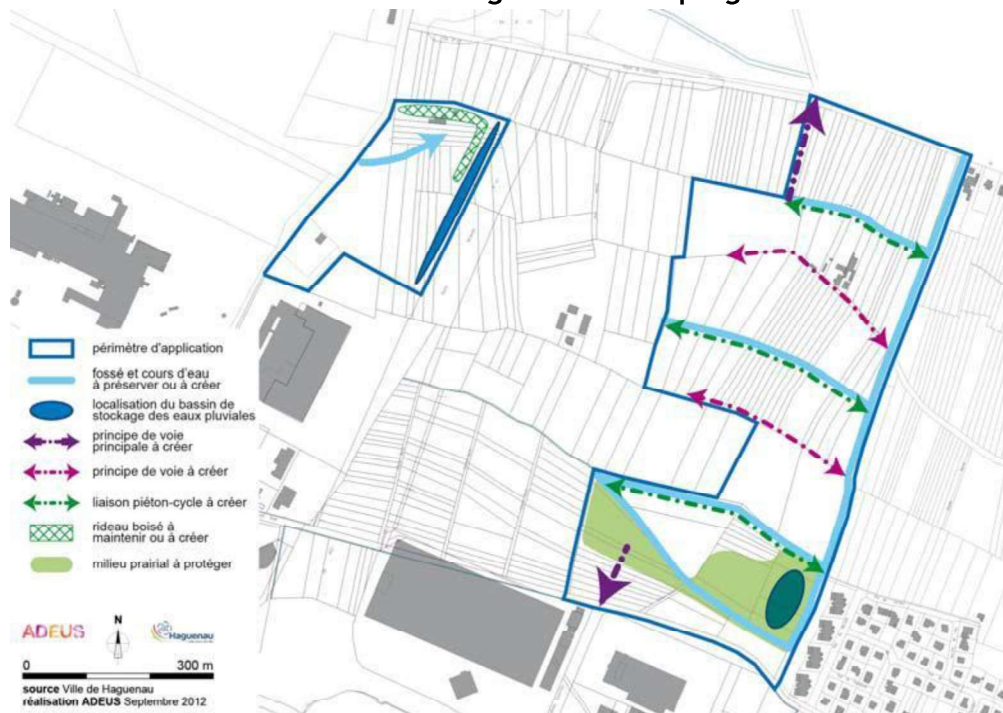 périmètre d'application
fossé et cours d'eau
à préserver ou à créer
localisation du bassin de
stockage des eaux pluviales
principe de voie
principale à créer
principe de voie à créer
liaison piéton-cycle à créer
rideau boisé à
maintenir ou à créer
milieu prairial à protéger
ADEUS
N
Haguenau
0 300 m
source Ville de Haguenau
réalisation ADEUS Septembre 2012